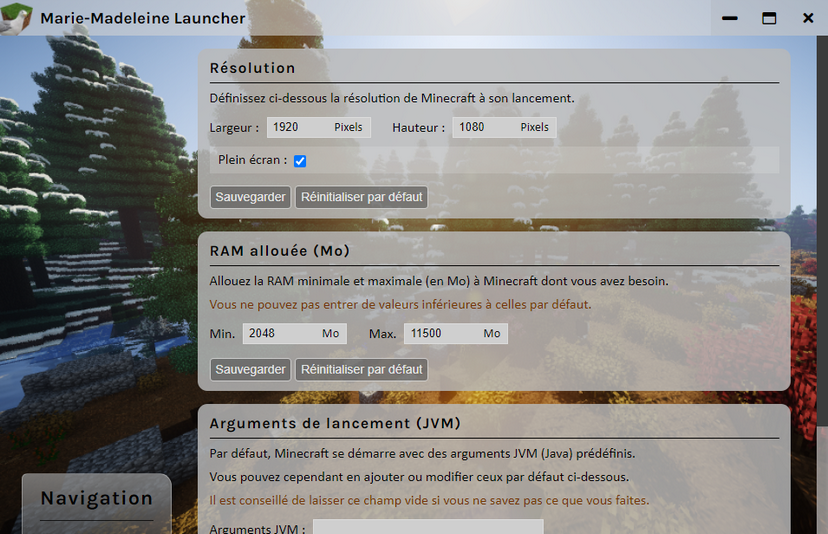 Marie-Madeleine Launcher
Résolution
Définissez ci-dessous la résolution de Minecraft à son lancement.
Largeur : 1920 Pixels Hauteur : 1080 Pixels
Plein écran :
Sauvegarder Réinitialiser par défaut
RAM allouée (Mo)
Allouez la RAM minimale et maximale (en Mo) à Minecraft dont vous avez besoin.
Vous ne pouvez pas entrer de valeurs inférieures à celles par défaut.
Min. 2048 Mo Max. 11500 Mo
Sauvegarder Réinitialiser par défaut
Arguments de lancement (JVM)
Par défaut, Minecraft se démarre avec des arguments JVM (Java) prédéfinis.
Vous pouvez cependant en ajouter ou modifier ceux par défaut ci-dessous.
Il est conseillé de laisser ce champ vide si vous ne savez pas ce que vous faites.
Arguments JVM :
Navigation